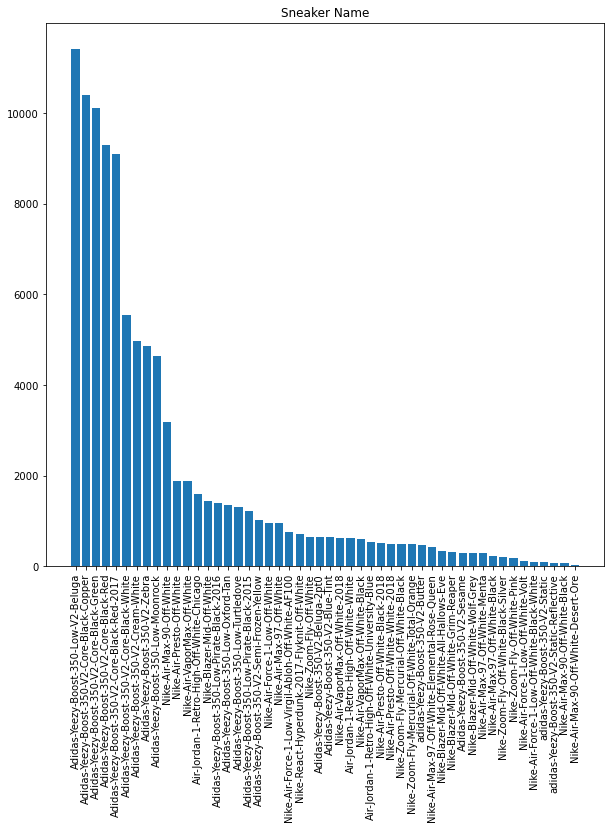 Sneaker Name
10000
8000
6000
4000
2000
0
Adidas-Yeezy-Boost-350-Low-V2-Beluga
Adidas-Yeezy-Boost-350-V2-Core-Black-Copper
Adidas-Yeezy-Boost-350-V2-Core-Black-Green
Adidas-Yeezy-Boost-350-V2-Core-Black-Red
Adidas-Yeezy-Boost-350-V2-Core-Black-Red-2017
Adidas-Yeezy-Boost-350-V2-Core-Black-White
Adidas-Yeezy-Boost-350-V2-Cream-White
Adidas-Yeezy-Boost-350-V2-Zebra
Adidas-Yeezy-Boost-350-Low-Moonrock
Nike-Air-Max-90-Off-White
Nike-Air-Presto-Off-White
Nike-Air-VaporMax-Off-White
Air-Jordan-1-Retro-High-Off-White-Chicago
Nike-Blazer-Mid-Off-White
Adidas-Yeezy-Boost-350-Low-Pirate-Black-2016
Adidas-Yeezy-Boost-350-Low-Oxford-Tan
Adidas-Yeezy-Boost-350-Low-Turtledove
Adidas-Yeezy-Boost-350-Low-Pirate-Black-2015
Adidas-Yeezy-Boost-350-V2-Semi-Frozen-Yellow
Nike-Air-Force-1-Low-Off-White
Nike-Air-Max-97-Off-White
Nike-Air-Force-1-Low-Virgil-Abloh-Off-White-AF100
Nike-React-Hyperdunk-2017-Flyknit-Off-White
Nike-Zoom-Fly-Off-White
Adidas-Yeezy-Boost-350-V2-Beluga-2pt0
Adidas-Yeezy-Boost-350-V2-Blue-Tint
Nike-Air-VaporMax-Off-White-2018
Air-Jordan-1-Retro-High-Off-White-White
Nike-Air-VaporMax-Off-White-Black
Air-Jordan-1-Retro-High-Off-White-University-Blue
Nike-Air-Presto-Off-White-Black-2018
Nike-Air-Presto-Off-White-White-2018
Nike-Zoom-Fly-Mercurial-Off-White-Black
Nike-Zoom-Fly-Mercurial-Off-White-Total-Orange
adidas-Yeezy-Boost-350-V2-Butter
Nike-Air-Max-97-Off-White-Elemental-Rose-Queen
Nike-Blazer-Mid-Off-White-All-Hallows-Eve
Nike-Blazer-Mid-Off-White-Grim-Reaper
Adidas-Yeezy-Boost-350-V2-Sesame
Nike-Blazer-Mid-Off-White-Wolf-Grey
Nike-Air-Max-97-Off-White-Menta
Nike-Air-Max-97-Off-White-Black
Nike-Zoom-Fly-Off-White-Black-Silver
Nike-Zoom-Fly-Off-White-Pink
Nike-Air-Force-1-Low-Off-White-Volt
Nike-Air-Force-1-Low-Off-White-Black-White
adidas-Yeezy-Boost-350-V2-Static
adidas-Yeezy-Boost-350-V2-Static-Reflective
Nike-Air-Max-90-Off-White-Black
Nike-Air-Max-90-Off-White-Desert-Ore